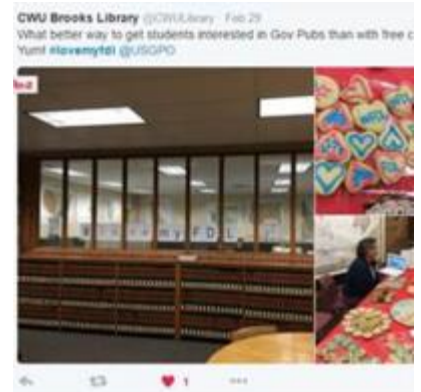 CWU Brooks Library @CWULibrary · Feb 29
What better way to get students interested in Gov Pubs than with free c
Yum! #lovemyfdl @USGPO
# l o v e m y F D L
1